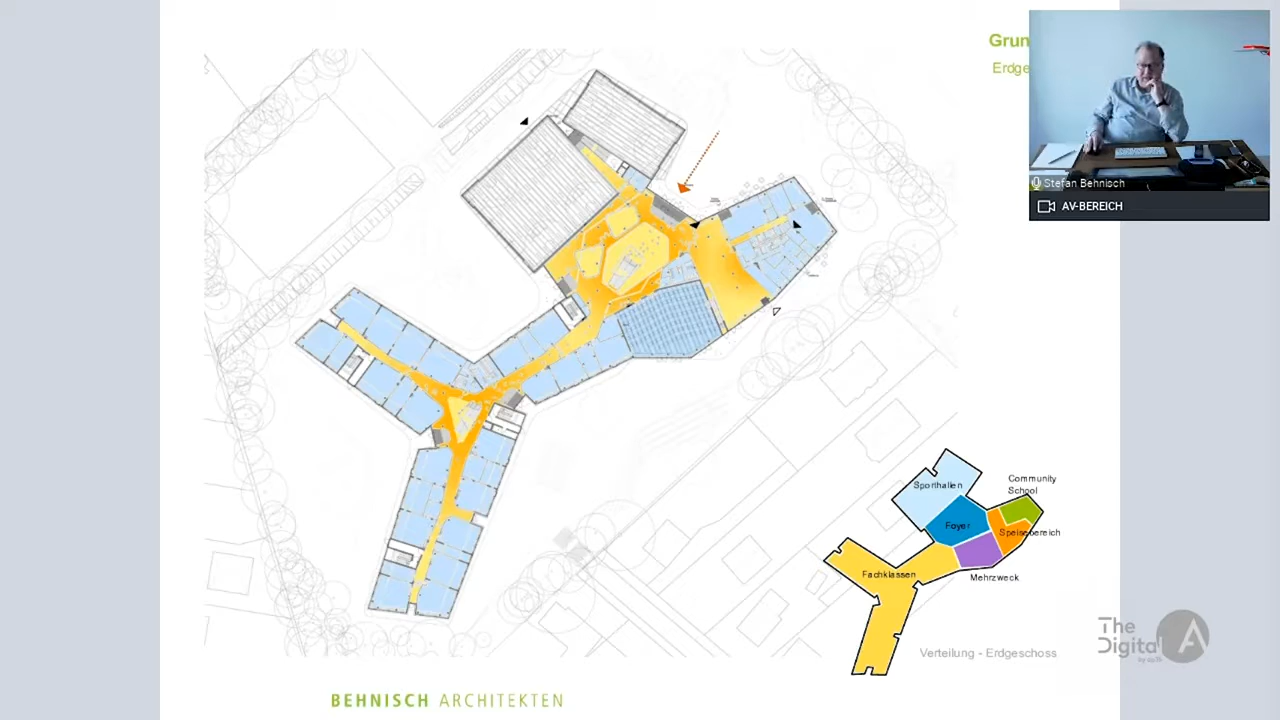 Grun
Erdge
Stefan Behnisch
AV-BEREICH
Sporthallen
Community
School
Foyer
Speisebereich
Fachklassen
Mehrzweck
Verteilung - Erdgeschoss
The
Digital
BEHNISCH ARCHITEKTEN